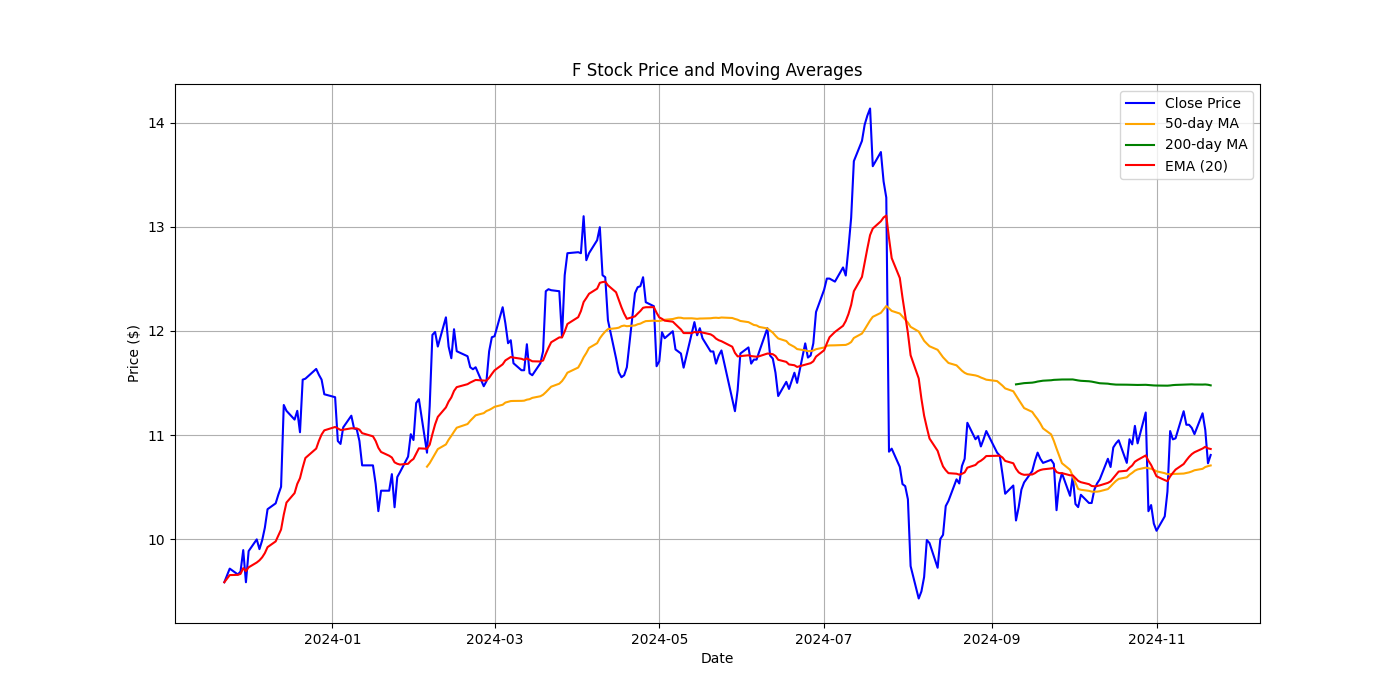 F Stock Price and Moving Averages
Close Price
50-day MA
200-day MA
EMA (20)
Price ($)
14
13
12
11
10
2024-01
2024-03
2024-05
2024-07
2024-09
2024-11
Date